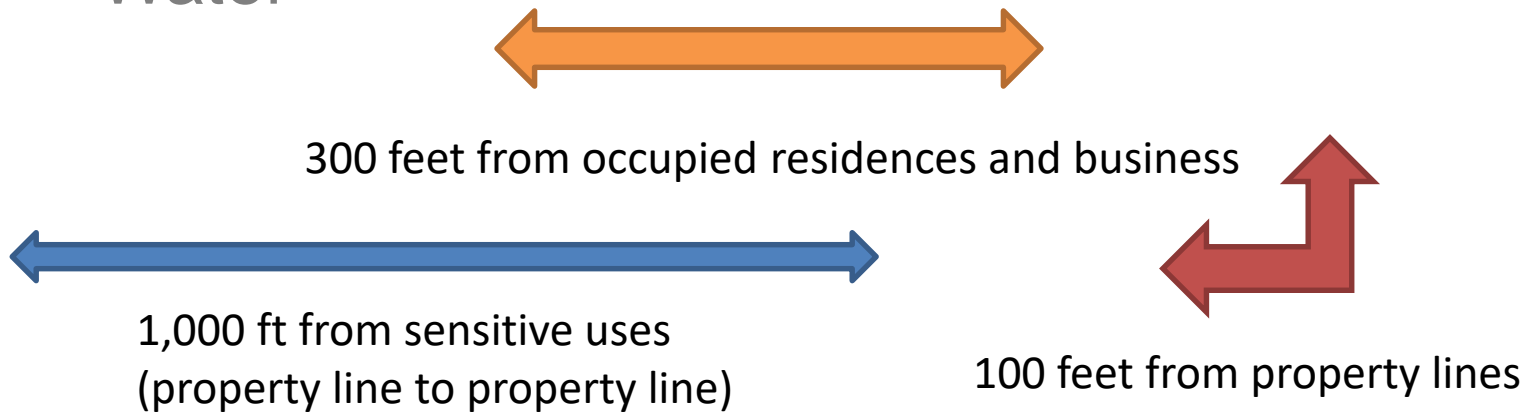 Water
300 feet from occupied residences and business
1,000 ft from sensitive uses
(property line to property line)
100 feet from property lines